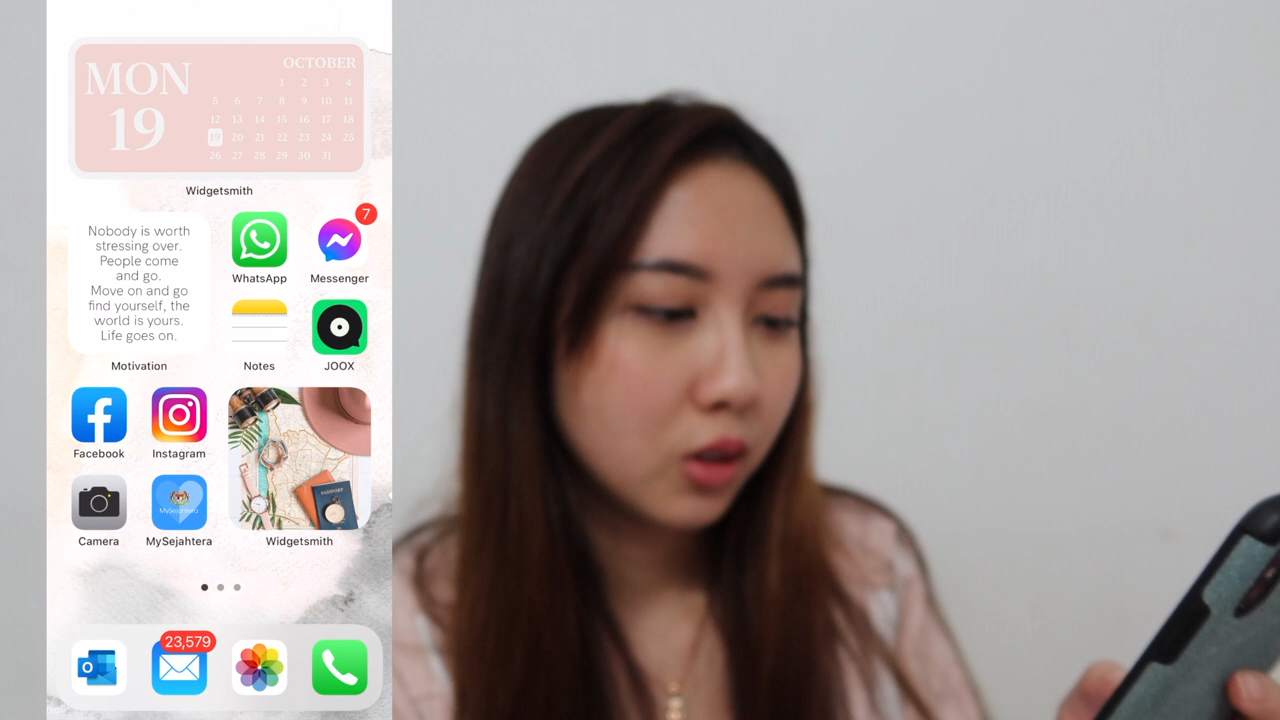 MON
19
OCTOBER
1 2 3 4
5 6 7 8 9 10 11
12 13 14 15 16 17 18
19 20 21 22 23 24 25
26 27 28 29 30 31
Widgetsmith
Nobody is worth
stressing over.
People come
and go.
Move on and go
find yourself, the
world is yours.
Life goes on.
Motivation
WhatsApp
7
Messenger
Notes
JOOX
Facebook
Instagram
PASSPORT
Camera
MySejahtera
MySejahtera
Widgetsmith
O
23,579